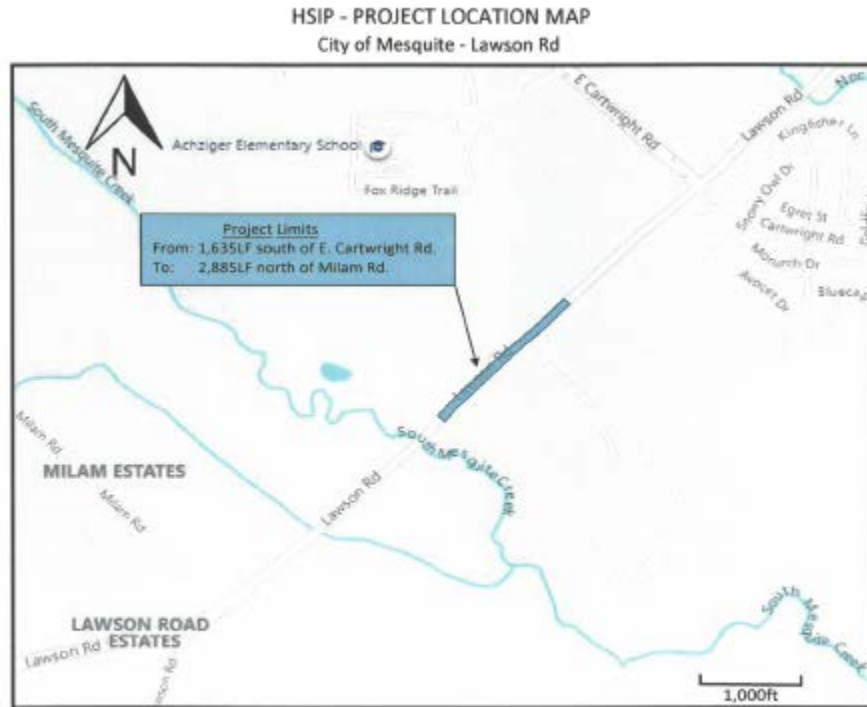 HSIP - PROJECT LOCATION MAP
City of Mesquite - Lawson Rd
South Mesquite Creek
N
Achziger Elementary School
Fox Ridge Trail
E Cartwright Rd
Lawson Rd
Kingfisher Ln
Snowy Owl Dr
Egret St
Cartwright Rd
Monarch Dr
Avocet Dr
Project Limits
From: 1,635LF south of E. Cartwright Rd.
To: 2,885LF north of Milam Rd.
South Mesquite Creek
Lawson Rd
Milam Rd
MILAM ESTATES
Milam Rd
LAWSON ROAD
ESTATES
Lawson Rd
South Mesquite Creek
1,000ft